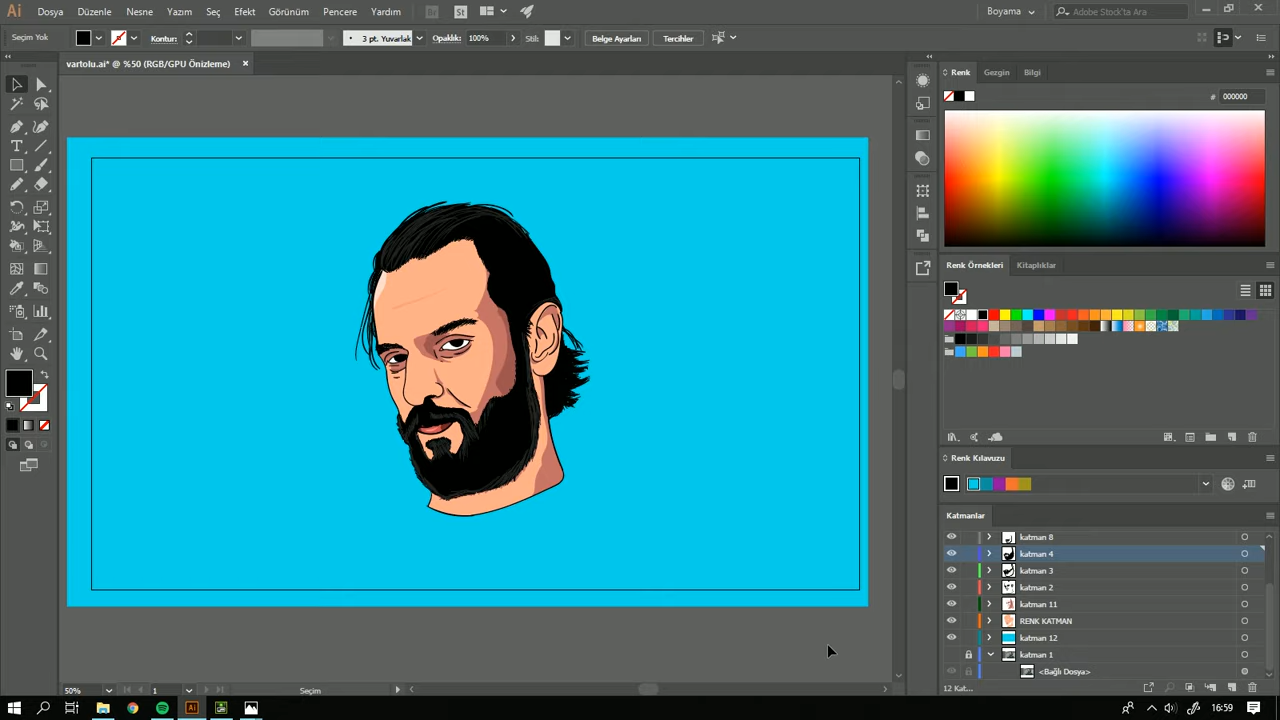 Ai Dosya Düzenle Nesne Yazım Seç Efekt Görünüm Pencere Yardım Br St Boyama Adobe Stock'ta Ara
Seçim Yok Kontur: 3 pt. Yuvarlak Opaklık: 100% Stil: Belge Ayarları Tercihler
vartolu.ai* @ %50 (RGB/GPU Önizleme)
Renk Gezgin Bilgi
# 000000
Renk Örnekleri Kitaplıklar
Renk Kılavuzu
Katmanlar
katman 8
katman 4
katman 3
katman 2
katman 11
RENK KATMAN
katman 12
katman 1
<Bağlı Dosya>
50% 1 Seçim 12 Kat...
Ai 16:59